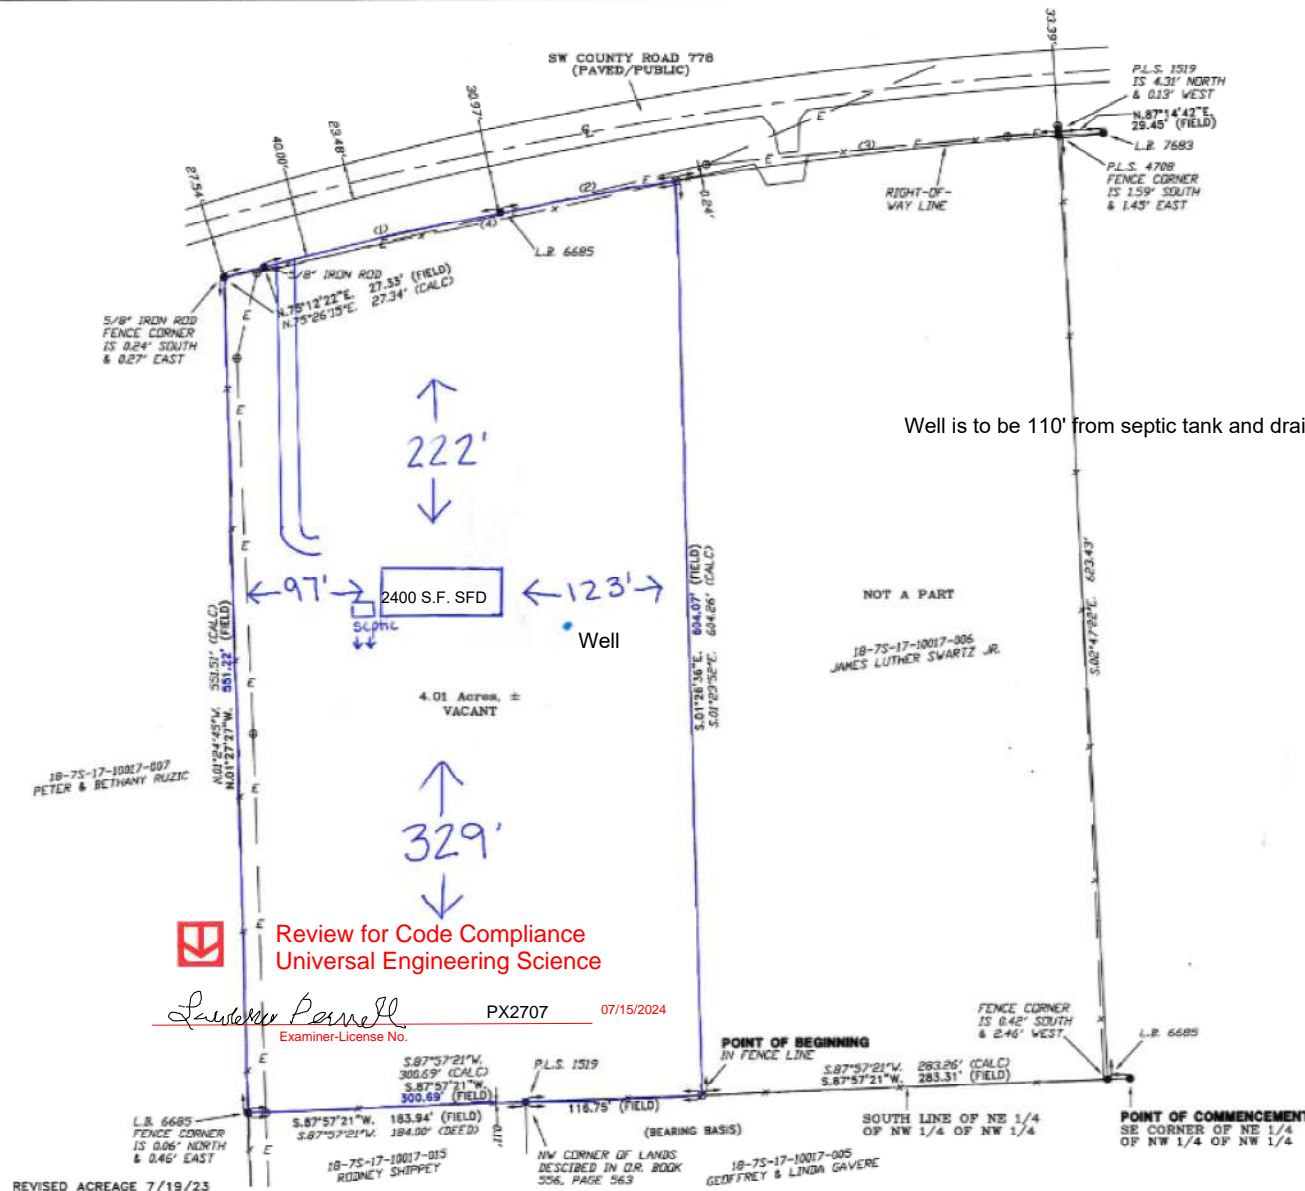 SW COUNTY ROAD 778
(PAVED/PUBLIC)
33.39'
P.L.S. 1519
IS 4.31' NORTH
& 0.13' WEST
N.87°14'42"E.
29.45' (FIELD)
L.B. 7683
P.L.S. 4708
FENCE CORNER
IS 1.59' SOUTH
& 1.45' EAST
27.54'
40.00'
23.48'
30.97'
(1)
(2)
(3)
(4)
0.24'
RIGHT-OF-
WAY LINE
L.B. 6685
5/8" IRON ROD
N.75°12'22"E. 27.33' (FIELD)
N.75°26'15"E. 27.34' (CALC)
5/8" IRON ROD
FENCE CORNER
IS 0.24' SOUTH
& 0.27' EAST
222'
Well is to be 110' from septic tank and drai
97'
2400 S.F. SFD
123'
septic
Well
NOT A PART
18-7S-17-10017-006
JAMES LUTHER SWARTZ JR.
S.01°26'36"E. 604.07' (FIELD)
S.01°23'52"E. 604.26' (CALC)
S.02°47'22"E. 623.43'
N.01°24'45"W. 551.51' (CALC)
N.01°27'27"W. 551.22' (FIELD)
4.01 Acres, ±
VACANT
18-7S-17-10017-007
PETER & BETHANY RUZIC
329'
Review for Code Compliance
Universal Engineering Science
PX2707
07/15/2024
Examiner-License No.
FENCE CORNER
IS 0.42' SOUTH
& 2.46' WEST
L.B. 6685
POINT OF BEGINNING
IN FENCE LINE
S.87°57'21"W. 283.26' (CALC)
S.87°57'21"W. 283.31' (FIELD)
S.87°57'21"W.
300.69' (CALC)
S.87°57'21"W.
300.69' (FIELD)
P.L.S. 1519
116.75' (FIELD)
S.87°57'21"W. 183.94' (FIELD)
S.87°57'21"W. 184.00' (DEED)
0.11'
(BEARING BASIS)
L.B. 6685
FENCE CORNER
IS 0.06' NORTH
& 0.46' EAST
SOUTH LINE OF NE 1/4
OF NW 1/4 OF NW 1/4
POINT OF COMMENCEMENT
SE CORNER OF NE 1/4
OF NW 1/4 OF NW 1/4
18-7S-17-10017-015
RODNEY SHIPPEY
NW CORNER OF LANDS
DESCIBED IN O.R. BOOK
556, PAGE 563
18-7S-17-10017-005
GEOFFREY & LINDA GAVERE
REVISED ACREAGE 7/19/23